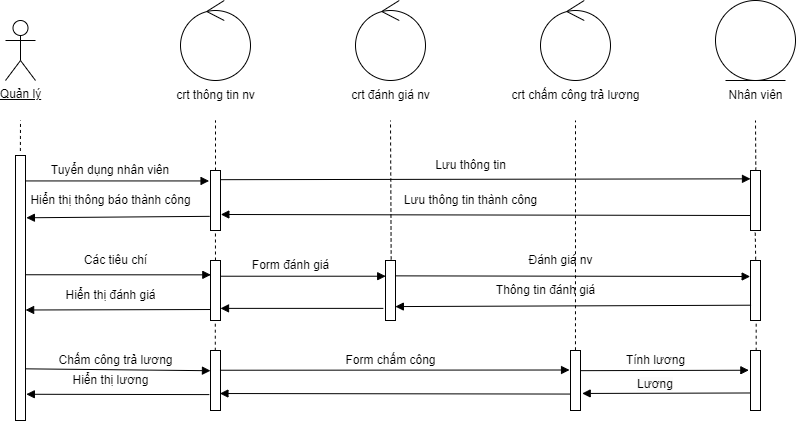 Quản lý
crt thông tin nv
crt đánh giá nv
crt chấm công trả lương
Nhân viên
Tuyển dụng nhân viên
Lưu thông tin
Hiển thị thông báo thành công
Lưu thông tin thành công
Các tiêu chí
Form đánh giá
Đánh giá nv
Hiển thị đánh giá
Thông tin đánh giá
Chấm công trả lương
Form chấm công
Tính lương
Hiển thị lương
Lương